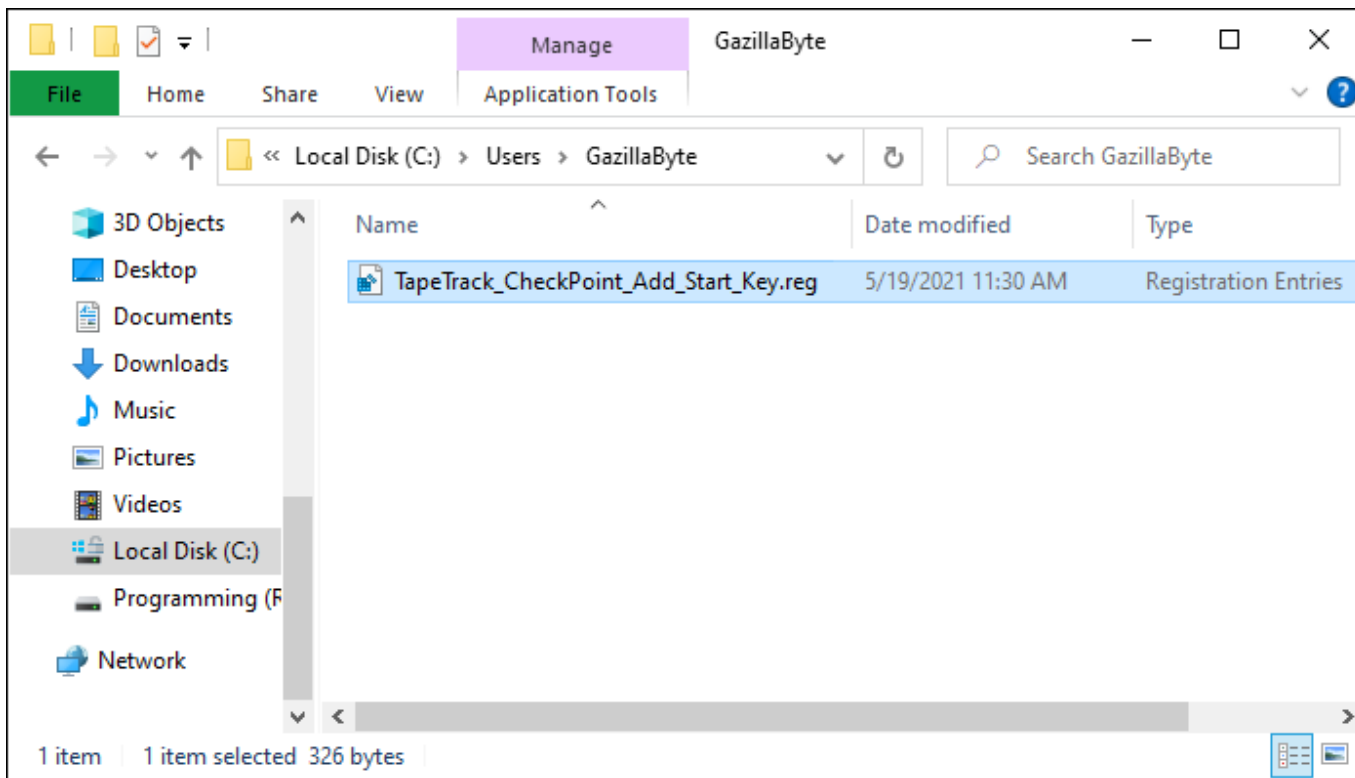 Manage
GazillaByte
File
Home
Share
View
Application Tools
« Local Disk (C:) > Users > GazillaByte
Search GazillaByte
Name
Date modified
Type
3D Objects
Desktop
Documents
Downloads
Music
Pictures
Videos
Local Disk (C:)
Programming (R
Network
TapeTrack_CheckPoint_Add_Start_Key.reg 5/19/2021 11:30 AM Registration Entries
1 item
1 item selected 326 bytes